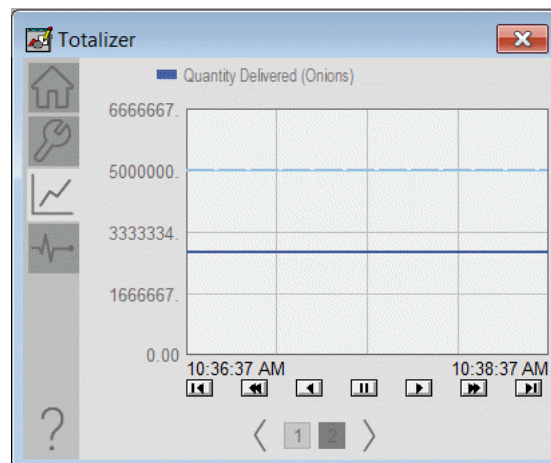 Totalizer
Quantity Delivered (Onions)
6666667.
5000000.
3333334.
1666667.
0.00
10:36:37 AM 10:38:37 AM
?
1 2